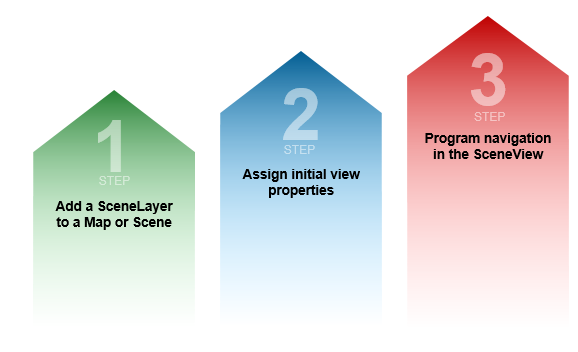 1
STEP
Add a SceneLayer
to a Map or Scene
2
STEP
Assign initial view
properties
3
STEP
Program navigation
in the SceneView